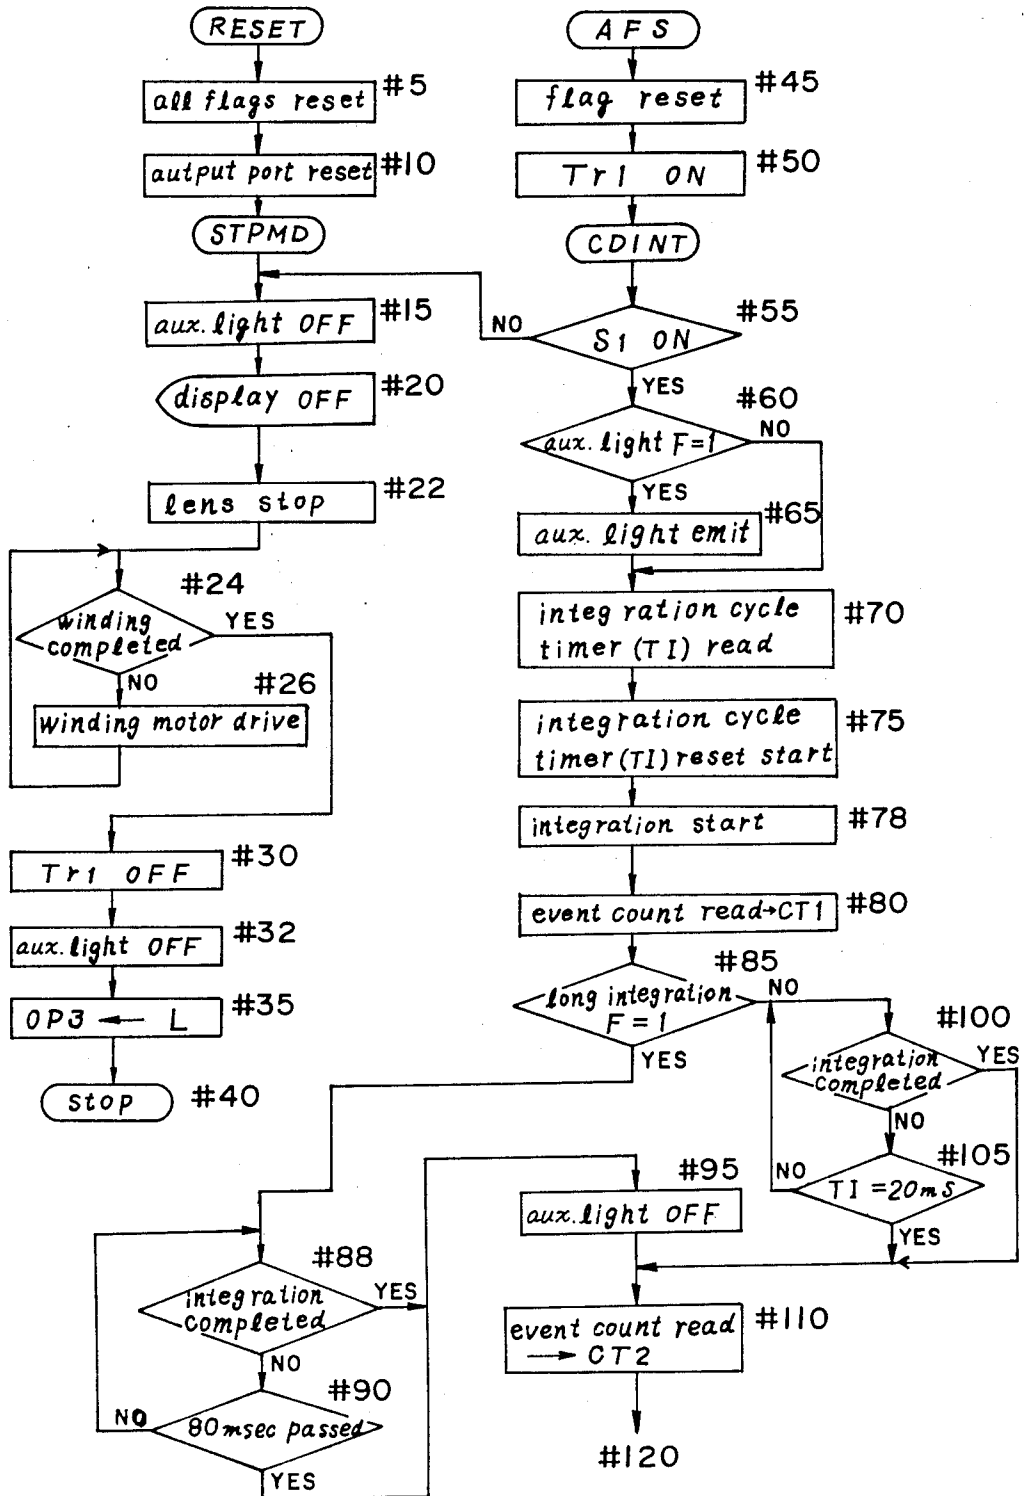 RESET
all flags reset #5
autput port reset #10
STPMD
aux. light OFF #15
display OFF #20
lens stop #22
#24
winding
completed
YES
NO
#26
winding motor drive
Tr1 OFF #30
aux. light OFF #32
OP3 ← L #35
stop #40
AFS
flag reset #45
Tr1 ON #50
CDINT
#55
S1 ON
NO
YES
#60
aux. light F=1
NO
YES
#65
aux. light emit
integration cycle
timer (TI) read
#70
integration cycle
timer (TI) reset start
#75
integration start #78
event count read→CT1 #80
#85
long integration
F = 1
NO
YES
#100
integration
completed
YES
NO
#105
TI = 20mS
NO
YES
#88
integration
completed
YES
NO
#90
80 msec passed
NO
YES
#95
aux. light OFF
event count read
→ CT2
#110
#120